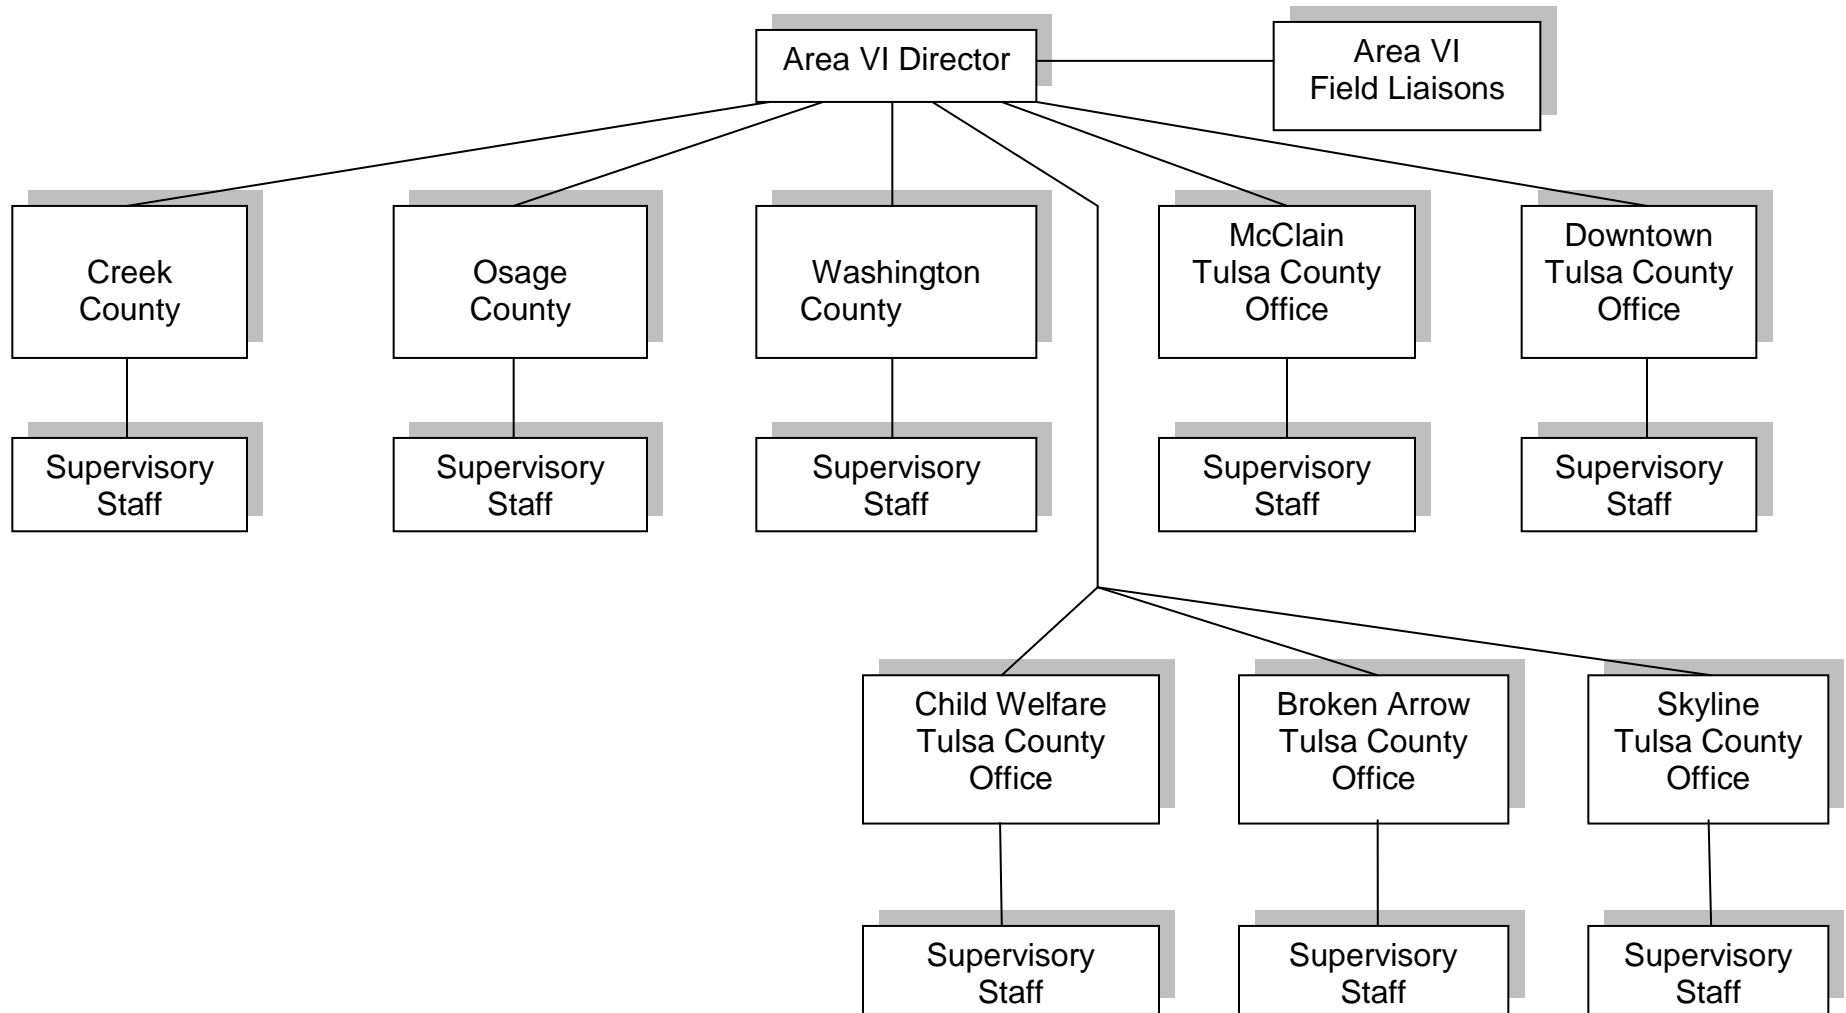 Area VI Director
Area VI
Field Liaisons
Creek
County
Osage
County
Washington
County
McClain
Tulsa County
Office
Downtown
Tulsa County
Office
Supervisory
Staff
Supervisory
Staff
Supervisory
Staff
Supervisory
Staff
Supervisory
Staff
Child Welfare
Tulsa County
Office
Broken Arrow
Tulsa County
Office
Skyline
Tulsa County
Office
Supervisory
Staff
Supervisory
Staff
Supervisory
Staff